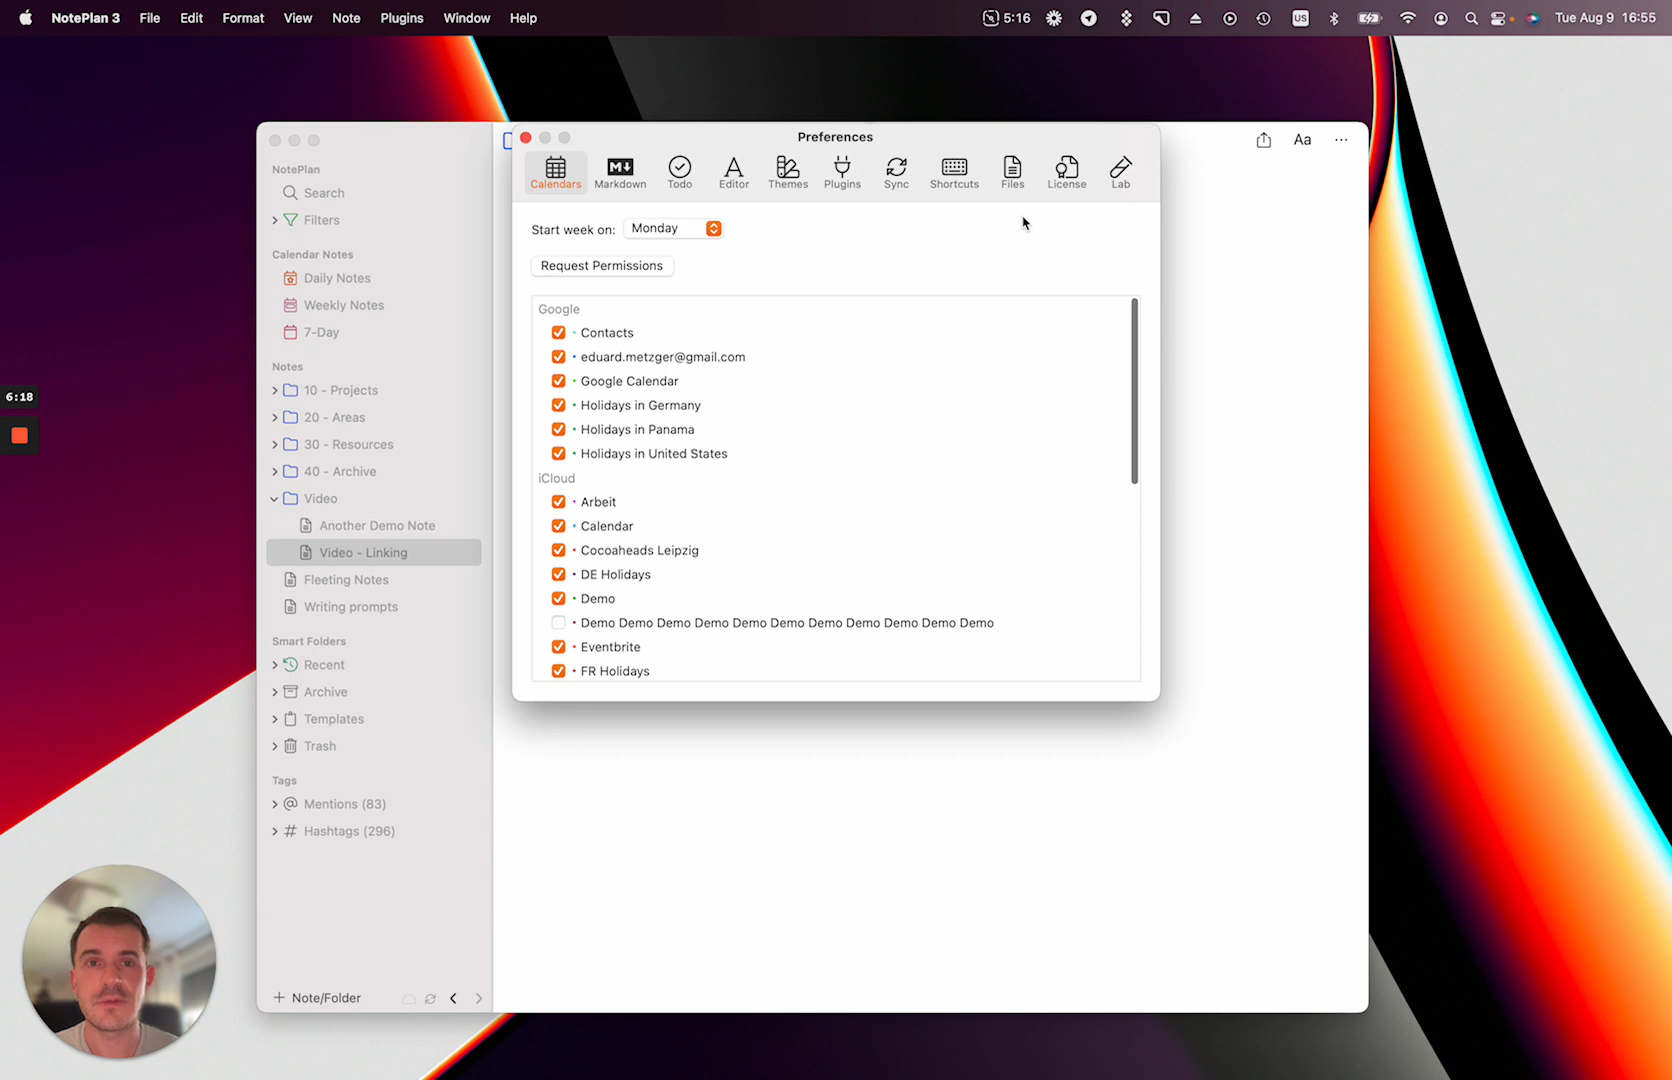 NotePlan 3 File Edit Format View Note Plugins Window Help 5:16 US Tue Aug 9 16:55
Preferences
Calendars Markdown Todo Editor Themes Plugins Sync Shortcuts Files License Lab
Aa
NotePlan
Search
Filters
Calendar Notes
Daily Notes
Weekly Notes
7-Day
Notes
10 - Projects
20 - Areas
30 - Resources
40 - Archive
Video
Another Demo Note
Video - Linking
Fleeting Notes
Writing prompts
Smart Folders
Recent
Archive
Templates
Trash
Tags
Mentions (83)
Hashtags (296)
Note/Folder
Start week on: Monday
Request Permissions
Google
Contacts
eduard.metzger@gmail.com
Google Calendar
Holidays in Germany
Holidays in Panama
Holidays in United States
iCloud
Arbeit
Calendar
Cocoaheads Leipzig
DE Holidays
Demo
Demo Demo Demo Demo Demo Demo Demo Demo Demo Demo Demo
Eventbrite
FR Holidays
6:18